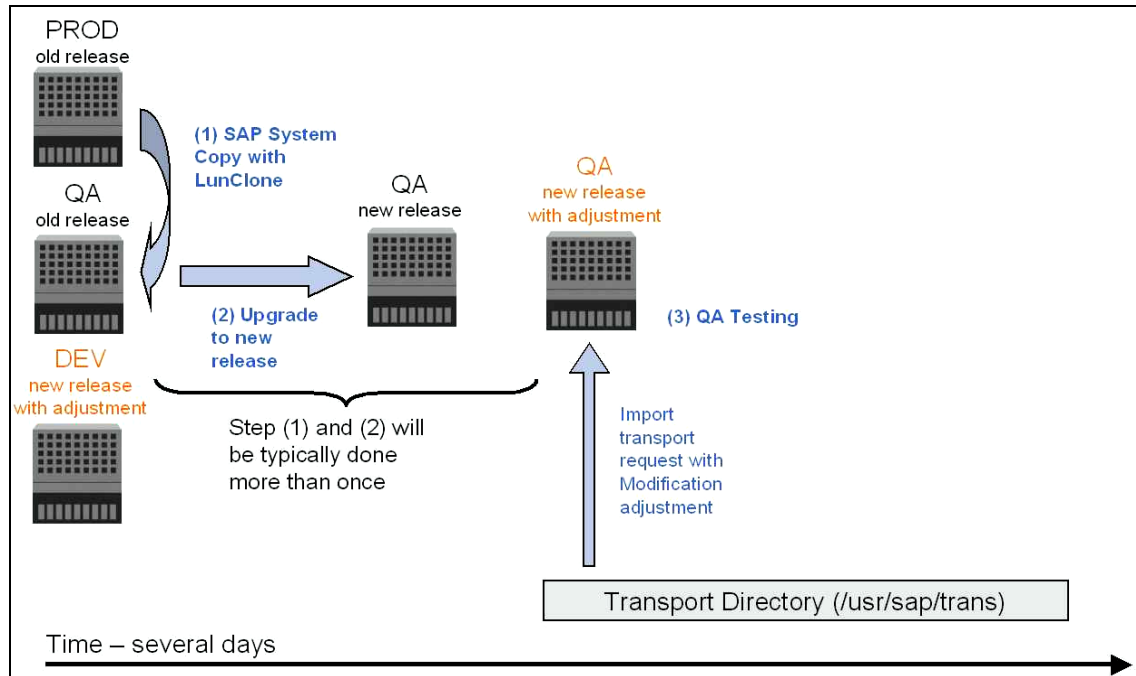 PROD
old release
(1) SAP System
Copy with
LunClone
QA
old release
(2) Upgrade
to new
release
QA
new release
QA
new release
with adjustment
(3) QA Testing
DEV
new release
with adjustment
Step (1) and (2) will
be typically done
more than once
Import
transport
request with
Modification
adjustment
Transport Directory (/usr/sap/trans)
Time – several days